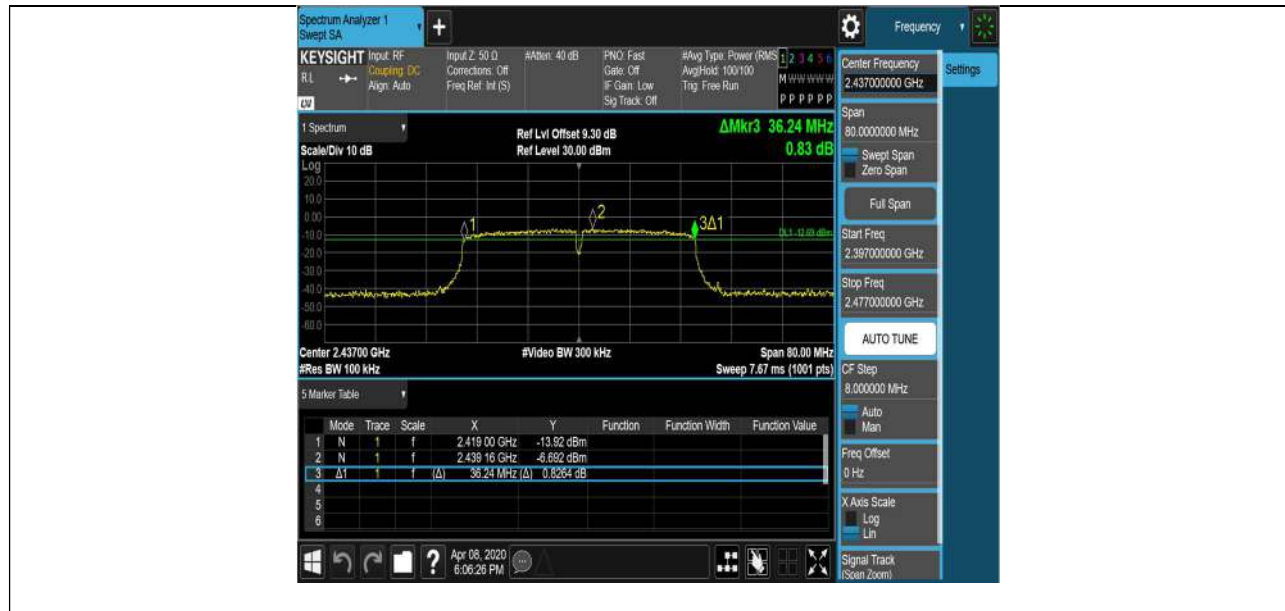 Spectrum Analyzer 1
Swept SA
+
Frequency
KEYSIGHT Input: RF Input Z: 50 Ω #Atten: 40 dB PNO: Fast #Avg Type: Power (RMS 1 2 3 4 5 6
R L Coupling: DC Corrections: Off Gate: Off Avg|Hold: 100/100 M W W W W W
Align: Auto Freq Ref: Int (S) IF Gain: Low Trig: Free Run
Sig Track: Off P P P P P P
Center Frequency
2.437000000 GHz
Settings
Span
80.0000000 MHz
Swept Span
Zero Span
Full Span
Start Freq
2.397000000 GHz
Stop Freq
2.477000000 GHz
AUTO TUNE
CF Step
8.000000 MHz
Auto
Man
Freq Offset
0 Hz
X Axis Scale
Log
Lin
Signal Track
(Span Zoom)
1 Spectrum
Ref Lvl Offset 9.30 dB ΔMkr3 36.24 MHz
Scale/Div 10 dB Ref Level 30.00 dBm 0.83 dB
Log
20.0
10.0
0.00
-10.0
-20.0
-30.0
-40.0
-50.0
-60.0
1
2
3Δ1
DL1 -12.69 dBm
Center 2.43700 GHz #Video BW 300 kHz Span 80.00 MHz
#Res BW 100 kHz Sweep 7.67 ms (1001 pts)
5 Marker Table
Mode Trace Scale X Y Function Function Width Function Value
1 N 1 f 2.419 00 GHz -13.92 dBm
2 N 1 f 2.439 16 GHz -6.692 dBm
3 Δ1 1 f (Δ) 36.24 MHz (Δ) 0.8264 dB
4
5
6
?
Apr 08, 2020
6:06:26 PM